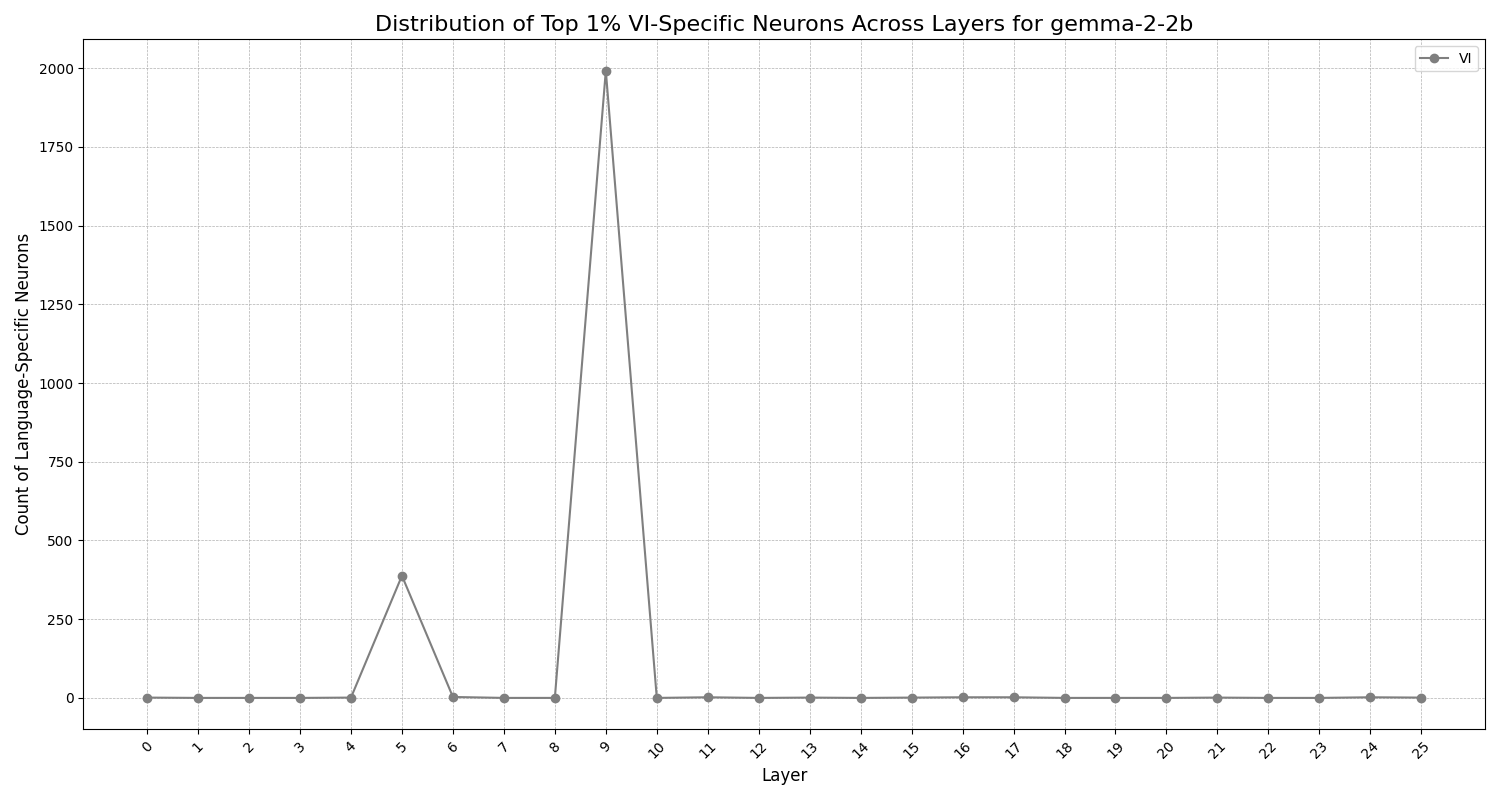 Distribution of Top 1% VI-Specific Neurons Across Layers for gemma-2-2b
VI
2000
1750
1500
1250
1000
750
500
250
0
Count of Language-Specific Neurons
0 1 2 3 4 5 6 7 8 9 10 11 12 13 14 15 16 17 18 19 20 21 22 23 24 25
Layer